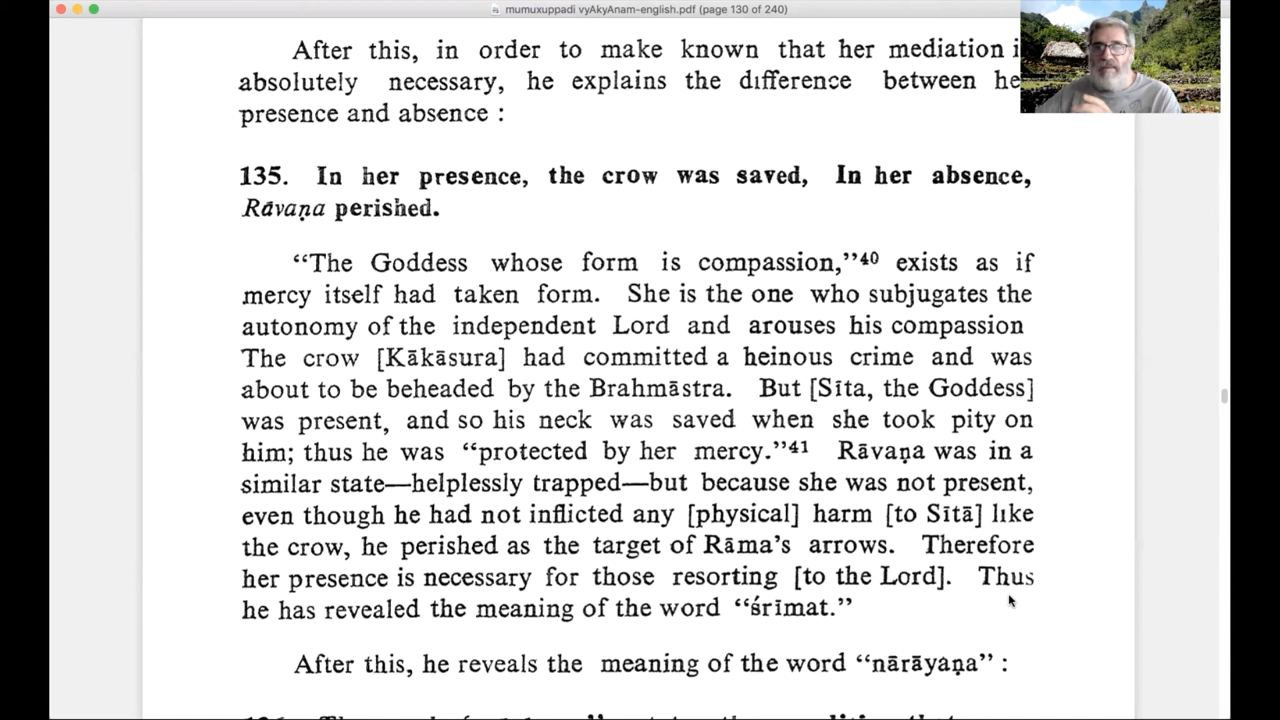 mumuxuppadi vyAkyAnam-english.pdf (page 130 of 240)
After this, in order to make known that her mediation i
absolutely necessary, he explains the difference between he
presence and absence :
135. In her presence, the crow was saved, In her absence,
Rāvaṇa perished.
“The Goddess whose form is compassion,”⁴⁰ exists as if
mercy itself had taken form. She is the one who subjugates the
autonomy of the independent Lord and arouses his compassion
The crow [Kākāsura] had committed a heinous crime and was
about to be beheaded by the Brahmāstra. But [Sīta, the Goddess]
was present, and so his neck was saved when she took pity on
him; thus he was “protected by her mercy.”⁴¹ Rāvaṇa was in a
similar state—helplessly trapped—but because she was not present,
even though he had not inflicted any [physical] harm [to Sītā] like
the crow, he perished as the target of Rāma’s arrows. Therefore
her presence is necessary for those resorting [to the Lord]. Thus
he has revealed the meaning of the word “śrīmat.”
After this, he reveals the meaning of the word “nārāyaṇa” :